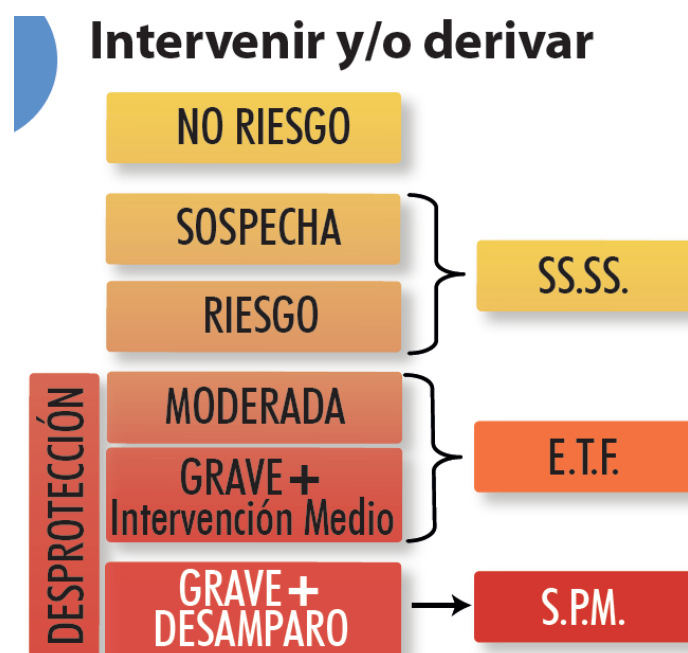 Intervenir y/o derivar
NO RIESGO
SOSPECHA
RIESGO
SS.SS.
DESPROTECCIÓN
MODERADA
GRAVE +
Intervención Medio
E.T.F.
GRAVE +
DESAMPARO
S.P.M.